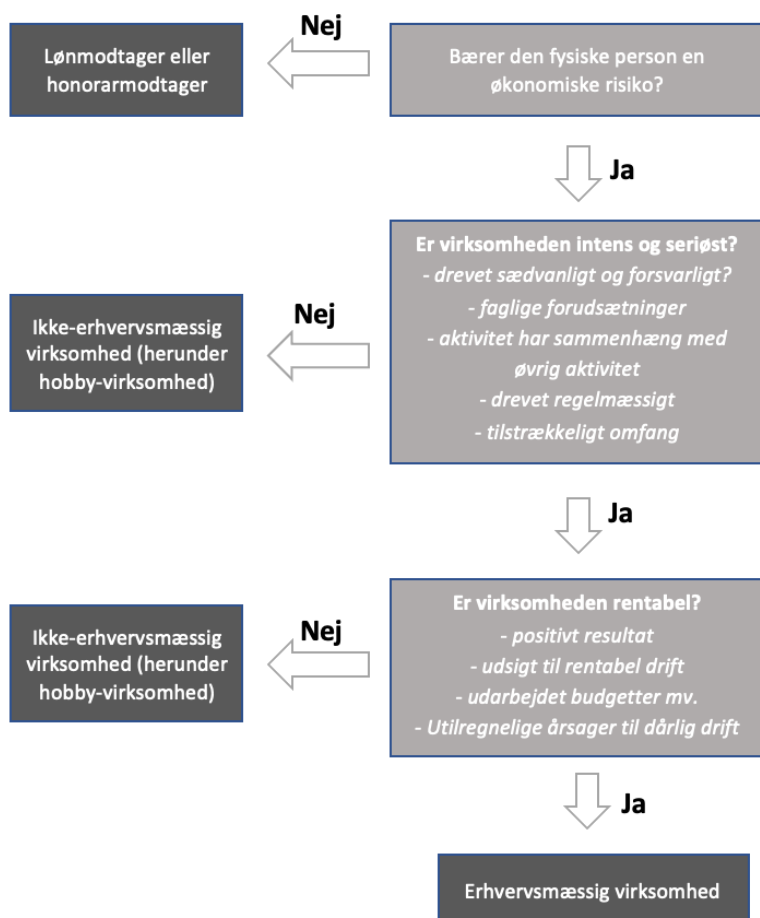 Nej
Lønmodtager eller
honorarmodtager
Bærer den fysiske person en
økonomiske risiko?
Ja
Er virksomheden intens og seriøst?
- drevet sædvanligt og forsvarligt?
- faglige forudsætninger
- aktivitet har sammenhæng med
øvrig aktivitet
- drevet regelmæssigt
- tilstrækkeligt omfang
Nej
Ikke-erhvervsmæssig
virksomhed (herunder
hobby-virksomhed)
Ja
Er virksomheden rentabel?
- positivt resultat
- udsigt til rentabel drift
- udarbejdet budgetter mv.
- Utilregnelige årsager til dårlig drift
Nej
Ikke-erhvervsmæssig
virksomhed (herunder
hobby-virksomhed)
Ja
Erhvervsmæssig virksomhed